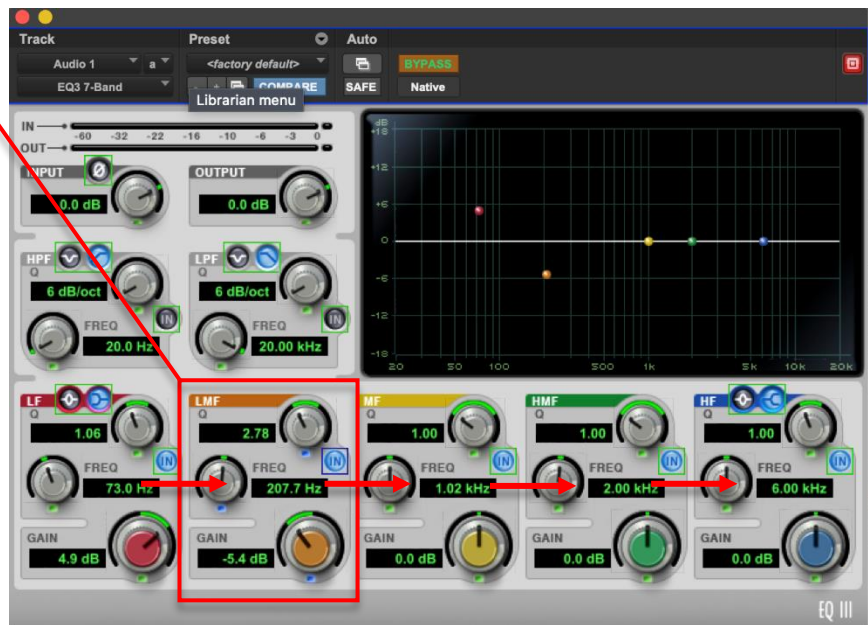 Track Preset Auto
Audio 1 a <factory default> BYPASS
EQ3 7-Band - + COMPARE SAFE Native
Librarian menu
IN
-60 -32 -22 -16 -10 -6 -3 0
OUT
INPUT Ø OUTPUT
0.0 dB 0.0 dB
HPF LPF
Q Q
6 dB/oct 6 dB/oct
IN IN
FREQ FREQ
20.0 Hz 20.00 kHz
dB
+18
+12
+6
0
-6
-12
-18
20 50 100 500 1k 5k 10k 20k
LF LMF MF HMF HF
Q Q Q Q Q
1.06 2.78 1.00 1.00 1.00
IN IN IN IN IN
FREQ FREQ FREQ FREQ FREQ
73.0 Hz 207.7 Hz 1.02 kHz 2.00 kHz 6.00 kHz
GAIN GAIN GAIN GAIN GAIN
4.9 dB -5.4 dB 0.0 dB 0.0 dB 0.0 dB
EQ III